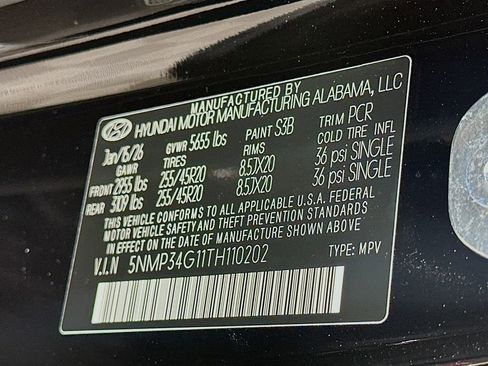 MANUFACTURED BY
HYUNDAI MOTOR MANUFACTURING ALABAMA, LLC
Jan/15/26 GVWR 5655 lbs PAINT S3B TRIM PCR
GAWR TIRES RIMS COLD TIRE INFL
FRONT 2955 lbs 255/45R20 8.5JX20 36 psi SINGLE
REAR 3109 lbs 255/45R20 8.5JX20 36 psi SINGLE
THIS VEHICLE CONFORMS TO ALL APPLICABLE U.S.A. FEDERAL
MOTOR VEHICLE SAFETY AND THEFT PREVENTION STANDARDS
IN EFFECT ON THE DATE OF MANUFACTURE SHOWN ABOVE
V.I.N 5NMP34G11TH110202 TYPE: MPV